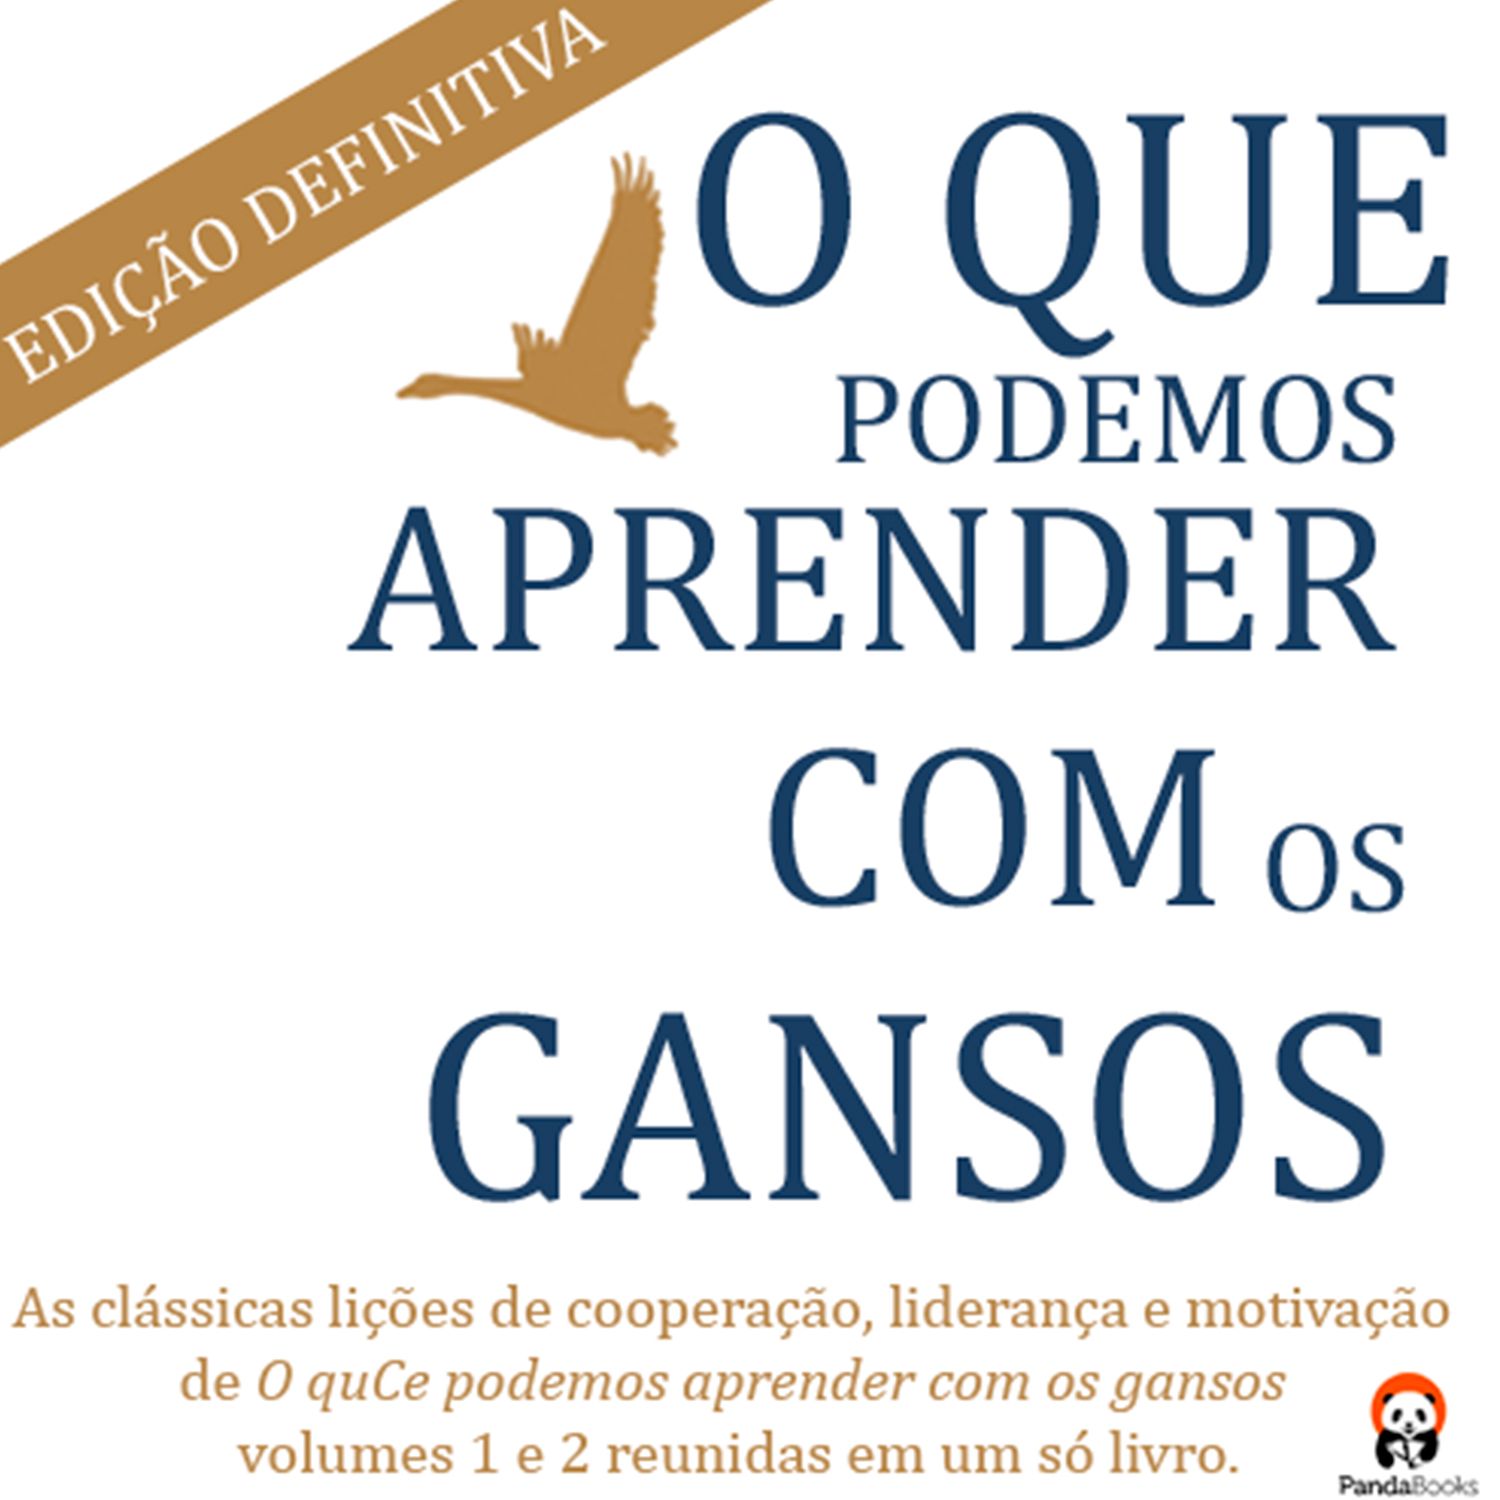 EDIÇÃO DEFINITIVA
O QUE
PODEMOS
APRENDER
COM OS
GANSOS
As clássicas lições de cooperação, liderança e motivação
de O quCe podemos aprender com os gansos
volumes 1 e 2 reunidas em um só livro.
PandaBooks